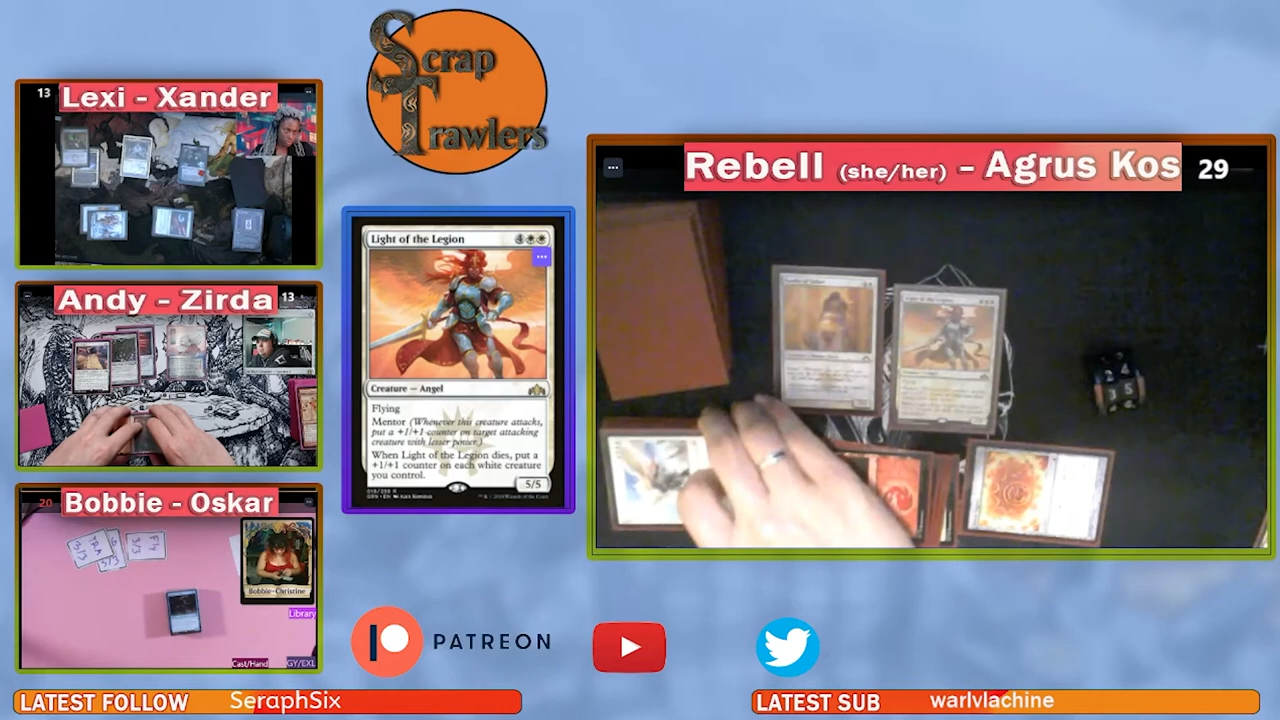 Scrap
Trawlers
13
Lexi - Xander
Andy - Zirda
13
20
Bobbie - Oskar
Bobbie-Christine
Library
Cast/Hand
GY/EXL
Light of the Legion
4
Creature — Angel
Flying
Mentor (Whenever this creature attacks,
put a +1/+1 counter on target attacking
creature with lesser power.)
When Light of the Legion dies, put a
+1/+1 counter on each white creature
you control.
5/5
Rebell (she/her) - Agrus Kos
29
PATREON
LATEST FOLLOW SeraphSix
LATEST SUB warlvlachine